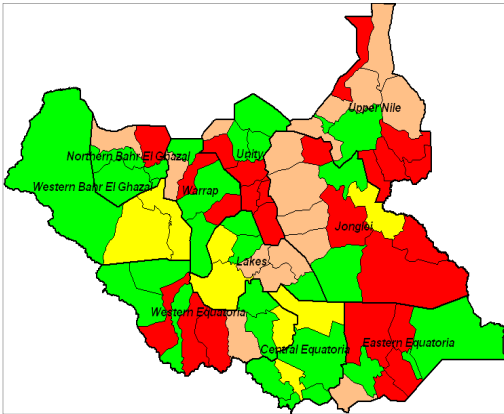 Upper Nile
Northern Bahr El Ghazal
Unity
Western Bahr El Ghazal
Warrap
Jonglei
Lakes
Western Equatoria
Central Equatoria
Eastern Equatoria